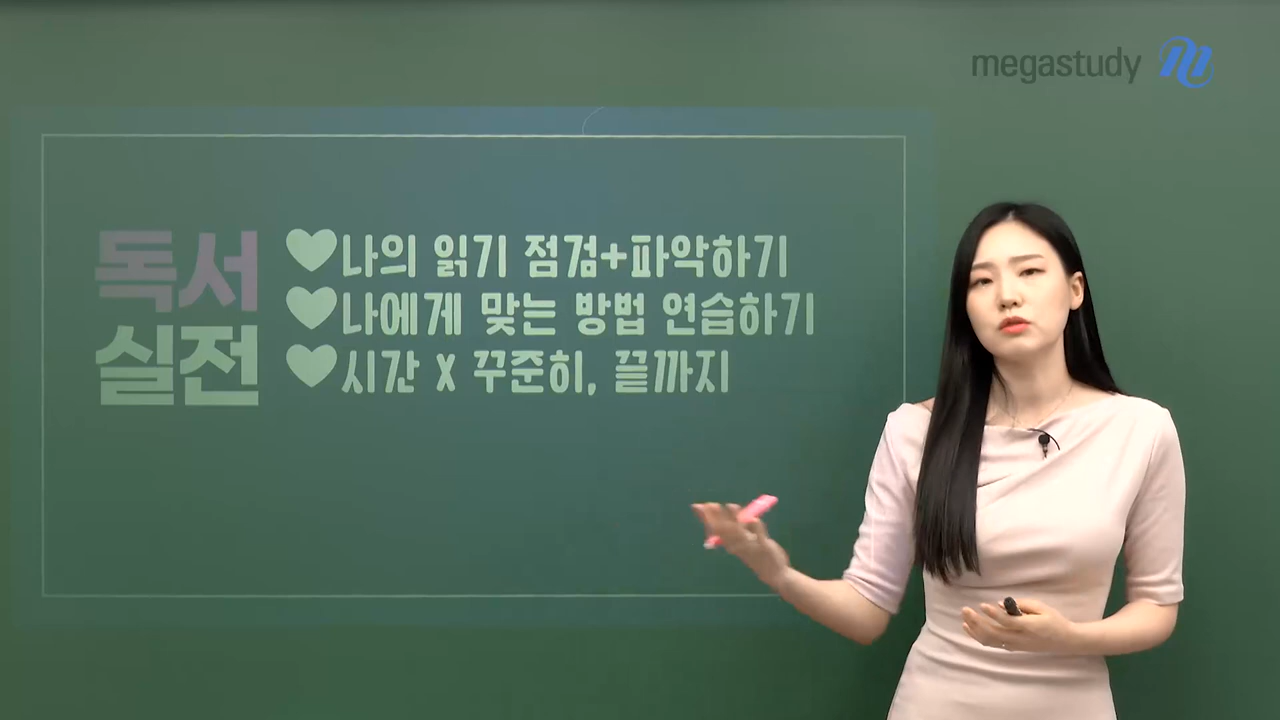 megastudy
독서
실전
♥나의 읽기 점검+파악하기
♥나에게 맞는 방법 연습하기
♥시간 X 꾸준히, 끝까지